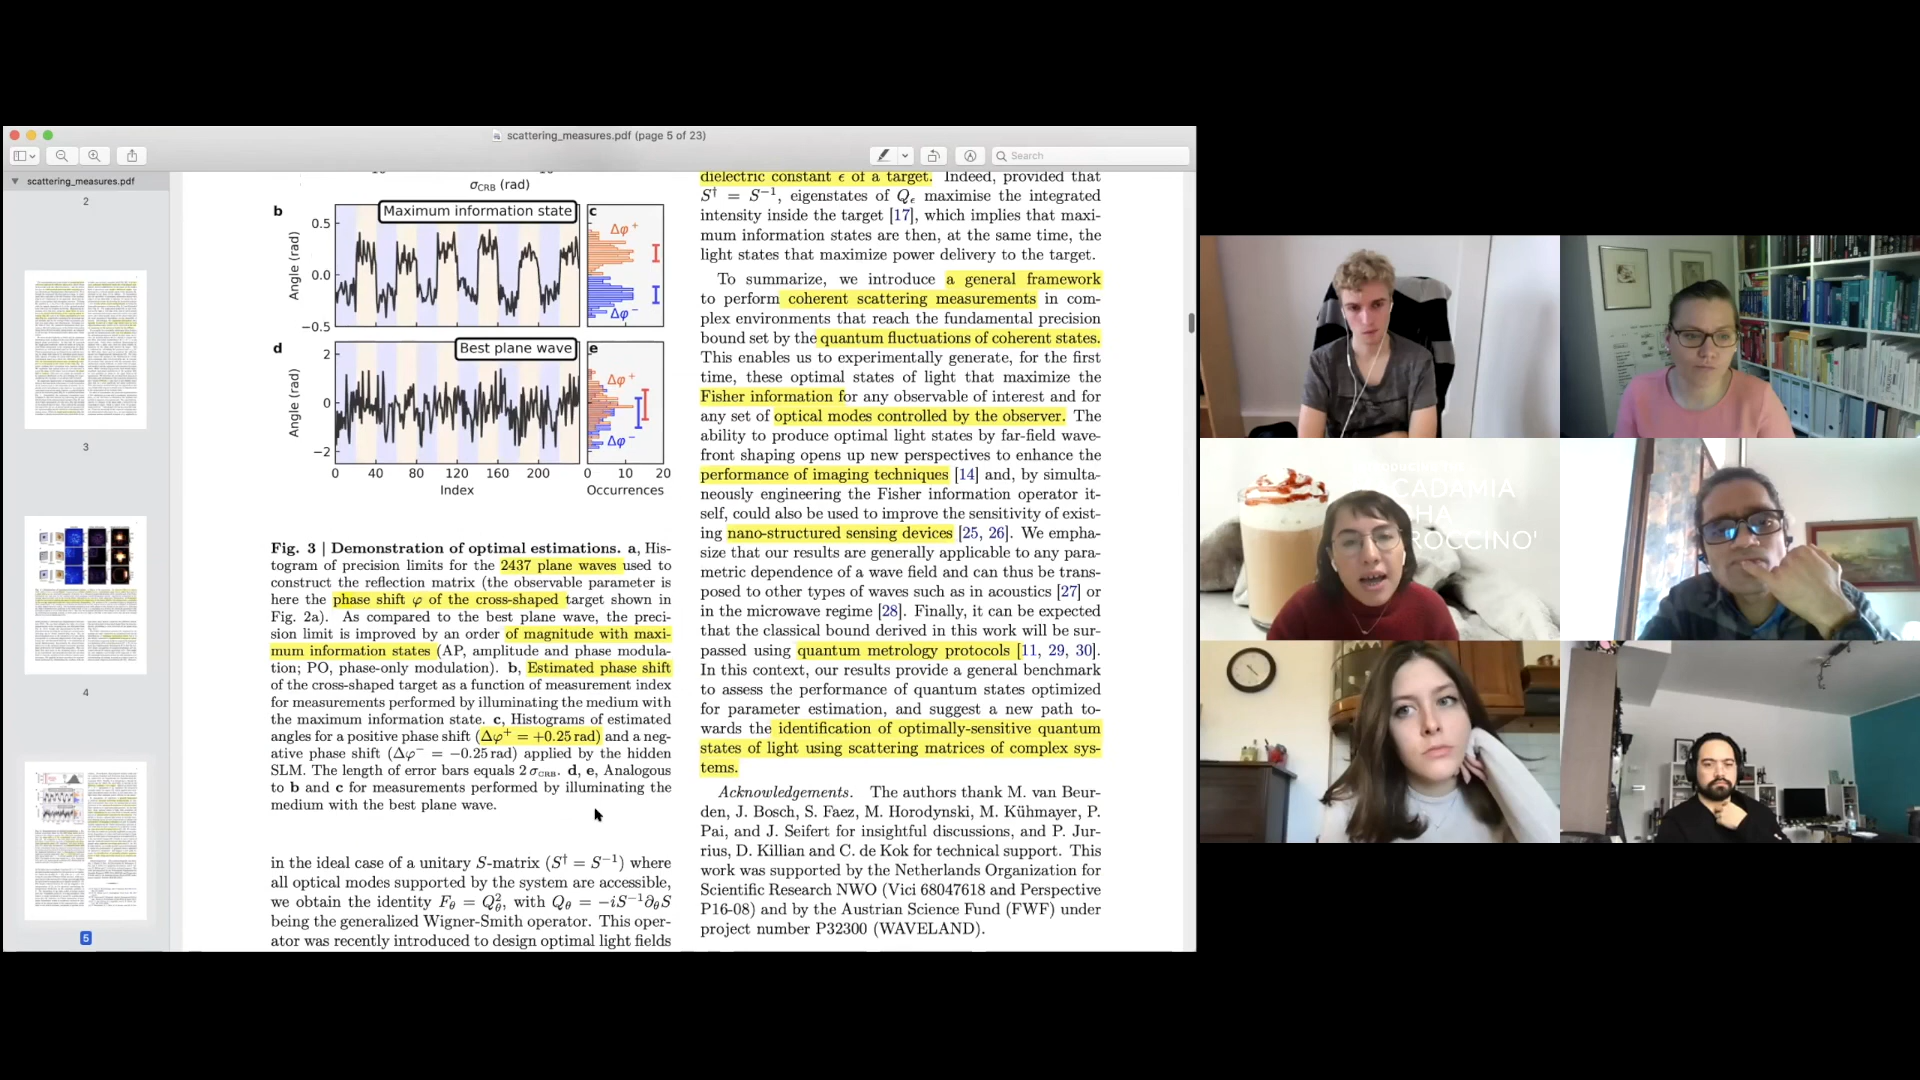 scattering_measures.pdf (page 5 of 23)
Search
scattering_measures.pdf
2
3
4
5
σCRB (rad)
b
Maximum information state
c
Angle (rad)
0.5
0.0
−0.5
Δφ+
Δφ−
d
Best plane wave
e
Angle (rad)
2
0
−2
Δφ+
Δφ−
0 40 80 120 160 200
0 10 20
Index
Occurrences
Fig. 3 | Demonstration of optimal estimations. a, His-
togram of precision limits for the 2437 plane waves used to
construct the reflection matrix (the observable parameter is
here the phase shift φ of the cross-shaped target shown in
Fig. 2a). As compared to the best plane wave, the preci-
sion limit is improved by an order of magnitude with maxi-
mum information states (AP, amplitude and phase modula-
tion; PO, phase-only modulation). b, Estimated phase shift
of the cross-shaped target as a function of measurement index
for measurements performed by illuminating the medium with
the maximum information state. c, Histograms of estimated
angles for a positive phase shift (Δφ+ = +0.25 rad) and a neg-
ative phase shift (Δφ− = −0.25 rad) applied by the hidden
SLM. The length of error bars equals 2 σCRB. d, e, Analogous
to b and c for measurements performed by illuminating the
medium with the best plane wave.
in the ideal case of a unitary S-matrix (S† = S−1) where
all optical modes supported by the system are accessible,
we obtain the identity Fθ = Qθ2, with Qθ = −iS−1∂θS
being the generalized Wigner-Smith operator. This oper-
ator was recently introduced to design optimal light fields
dielectric constant ϵ of a target. Indeed, provided that
S† = S−1, eigenstates of Qϵ maximise the integrated
intensity inside the target [17], which implies that maxi-
mum information states are then, at the same time, the
light states that maximize power delivery to the target.
To summarize, we introduce a general framework
to perform coherent scattering measurements in com-
plex environments that reach the fundamental precision
bound set by the quantum fluctuations of coherent states.
This enables us to experimentally generate, for the first
time, these optimal states of light that maximize the
Fisher information for any observable of interest and for
any set of optical modes controlled by the observer. The
ability to produce optimal light states by far-field wave-
front shaping opens up new perspectives to enhance the
performance of imaging techniques [14] and, by simulta-
neously engineering the Fisher information operator it-
self, could also be used to improve the sensitivity of exist-
ing nano-structured sensing devices [25, 26]. We empha-
size that our results are generally applicable to any para-
metric dependence of a wave field and can thus be trans-
posed to other types of waves such as in acoustics [27] or
in the microwave regime [28]. Finally, it can be expected
that the classical bound derived in this work will be sur-
passed using quantum metrology protocols [11, 29, 30].
In this context, our results provide a general benchmark
to assess the performance of quantum states optimized
for parameter estimation, and suggest a new path to-
wards the identification of optimally-sensitive quantum
states of light using scattering matrices of complex sys-
tems.
Acknowledgements. The authors thank M. van Beur-
den, J. Bosch, S. Faez, M. Horodynski, M. Kühmayer, P.
Pai, and J. Seifert for insightful discussions, and P. Jur-
rius, D. Killian and C. de Kok for technical support. This
work was supported by the Netherlands Organization for
Scientific Research NWO (Vici 68047618 and Perspective
P16-08) and by the Austrian Science Fund (FWF) under
project number P32300 (WAVELAND).
CADAMIA
HA
ROCCINO'